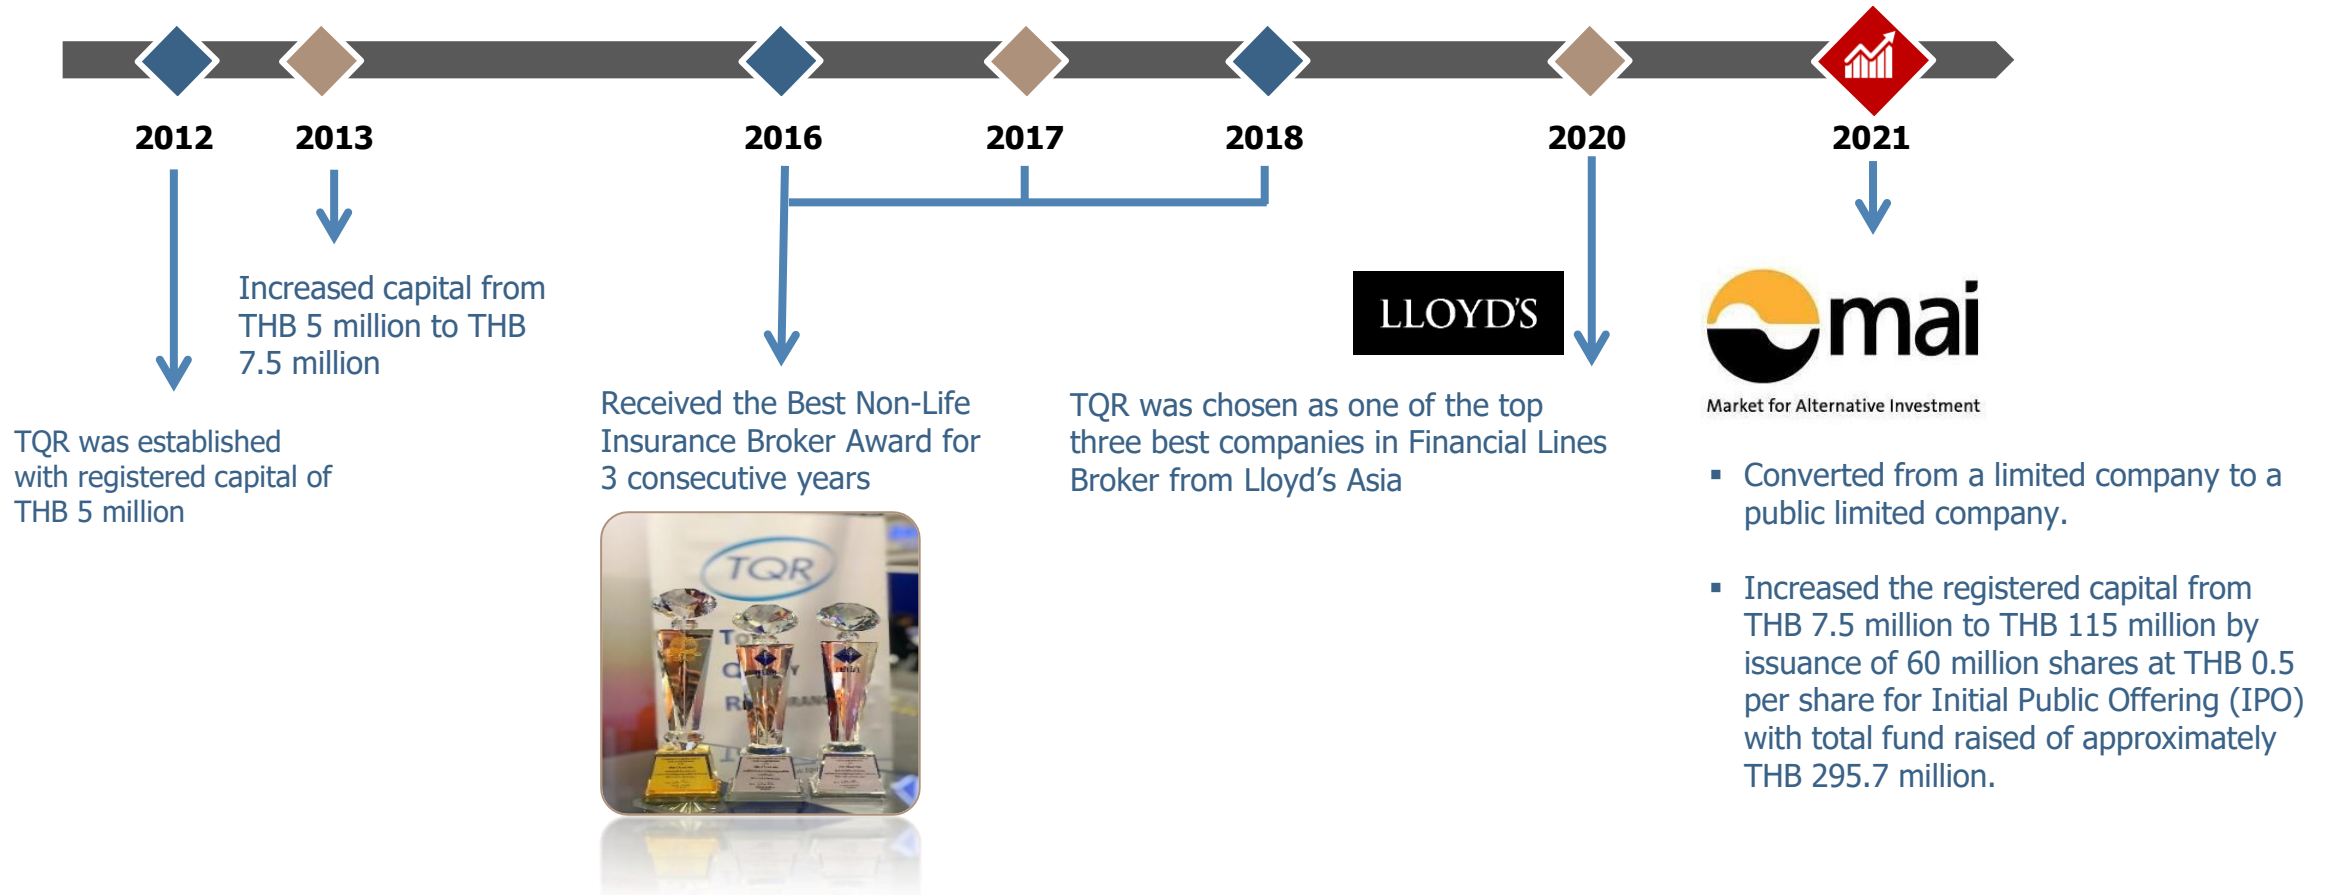 2012
2013
2016
2017
2018
2020
2021
TQR was established
with registered capital of
THB 5 million
Increased capital from
THB 5 million to THB
7.5 million
Received the Best Non-Life
Insurance Broker Award for
3 consecutive years
TQR
LLOYD'S
TQR was chosen as one of the top
three best companies in Financial Lines
Broker from Lloyd’s Asia
mai
Market for Alternative Investment
▪ Converted from a limited company to a
public limited company.
▪ Increased the registered capital from
THB 7.5 million to THB 115 million by
issuance of 60 million shares at THB 0.5
per share for Initial Public Offering (IPO)
with total fund raised of approximately
THB 295.7 million.